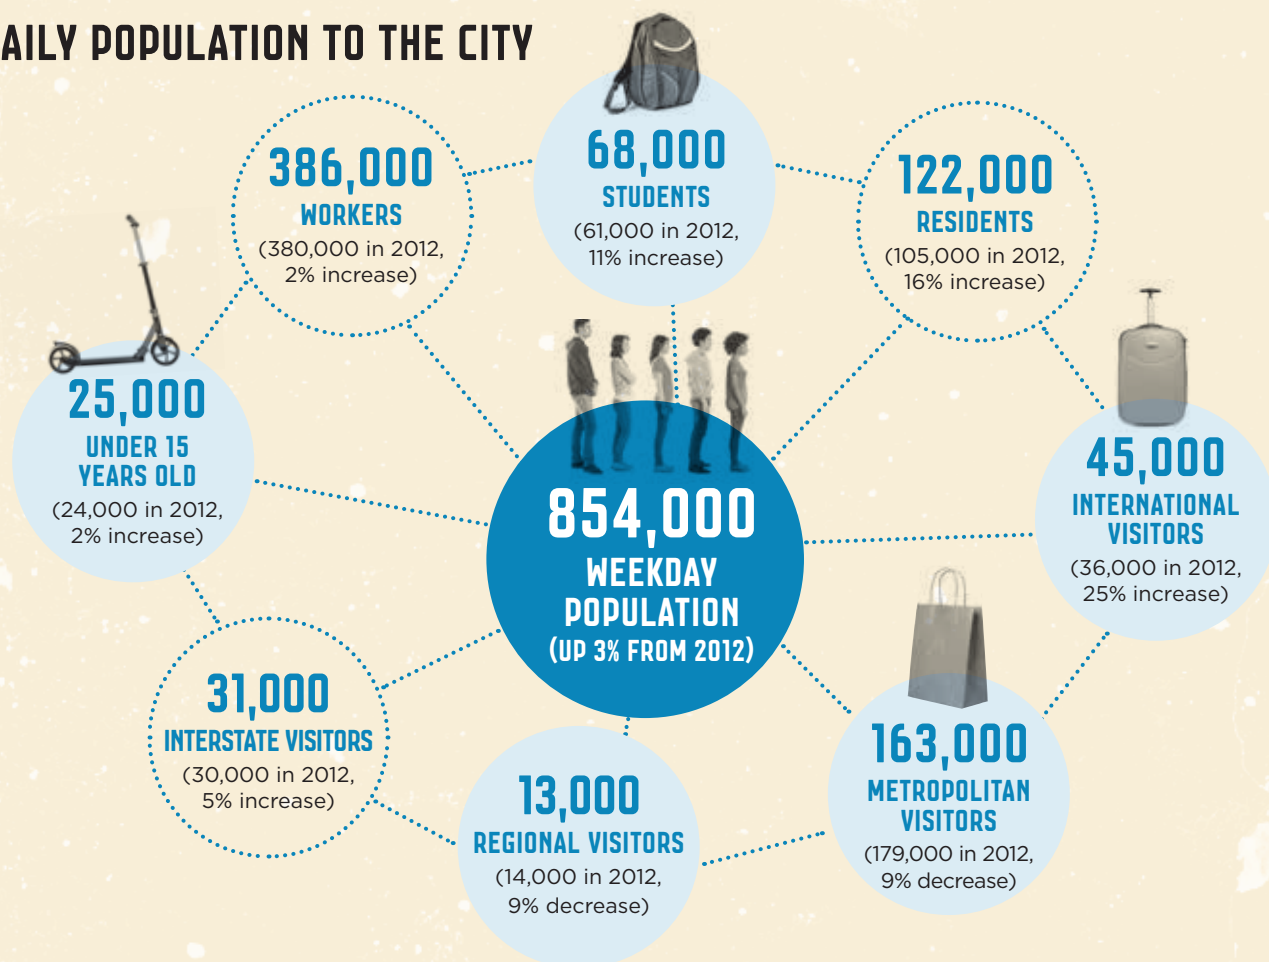 AILY POPULATION TO THE CITY
386,000
WORKERS
(380,000 in 2012,
2% increase)
68,000
STUDENTS
(61,000 in 2012,
11% increase)
122,000
RESIDENTS
(105,000 in 2012,
16% increase)
25,000
UNDER 15
YEARS OLD
(24,000 in 2012,
2% increase)
854,000
WEEKDAY
POPULATION
(UP 3% FROM 2012)
45,000
INTERNATIONAL
VISITORS
(36,000 in 2012,
25% increase)
31,000
INTERSTATE VISITORS
(30,000 in 2012,
5% increase)
13,000
REGIONAL VISITORS
(14,000 in 2012,
9% decrease)
163,000
METROPOLITAN
VISITORS
(179,000 in 2012,
9% decrease)